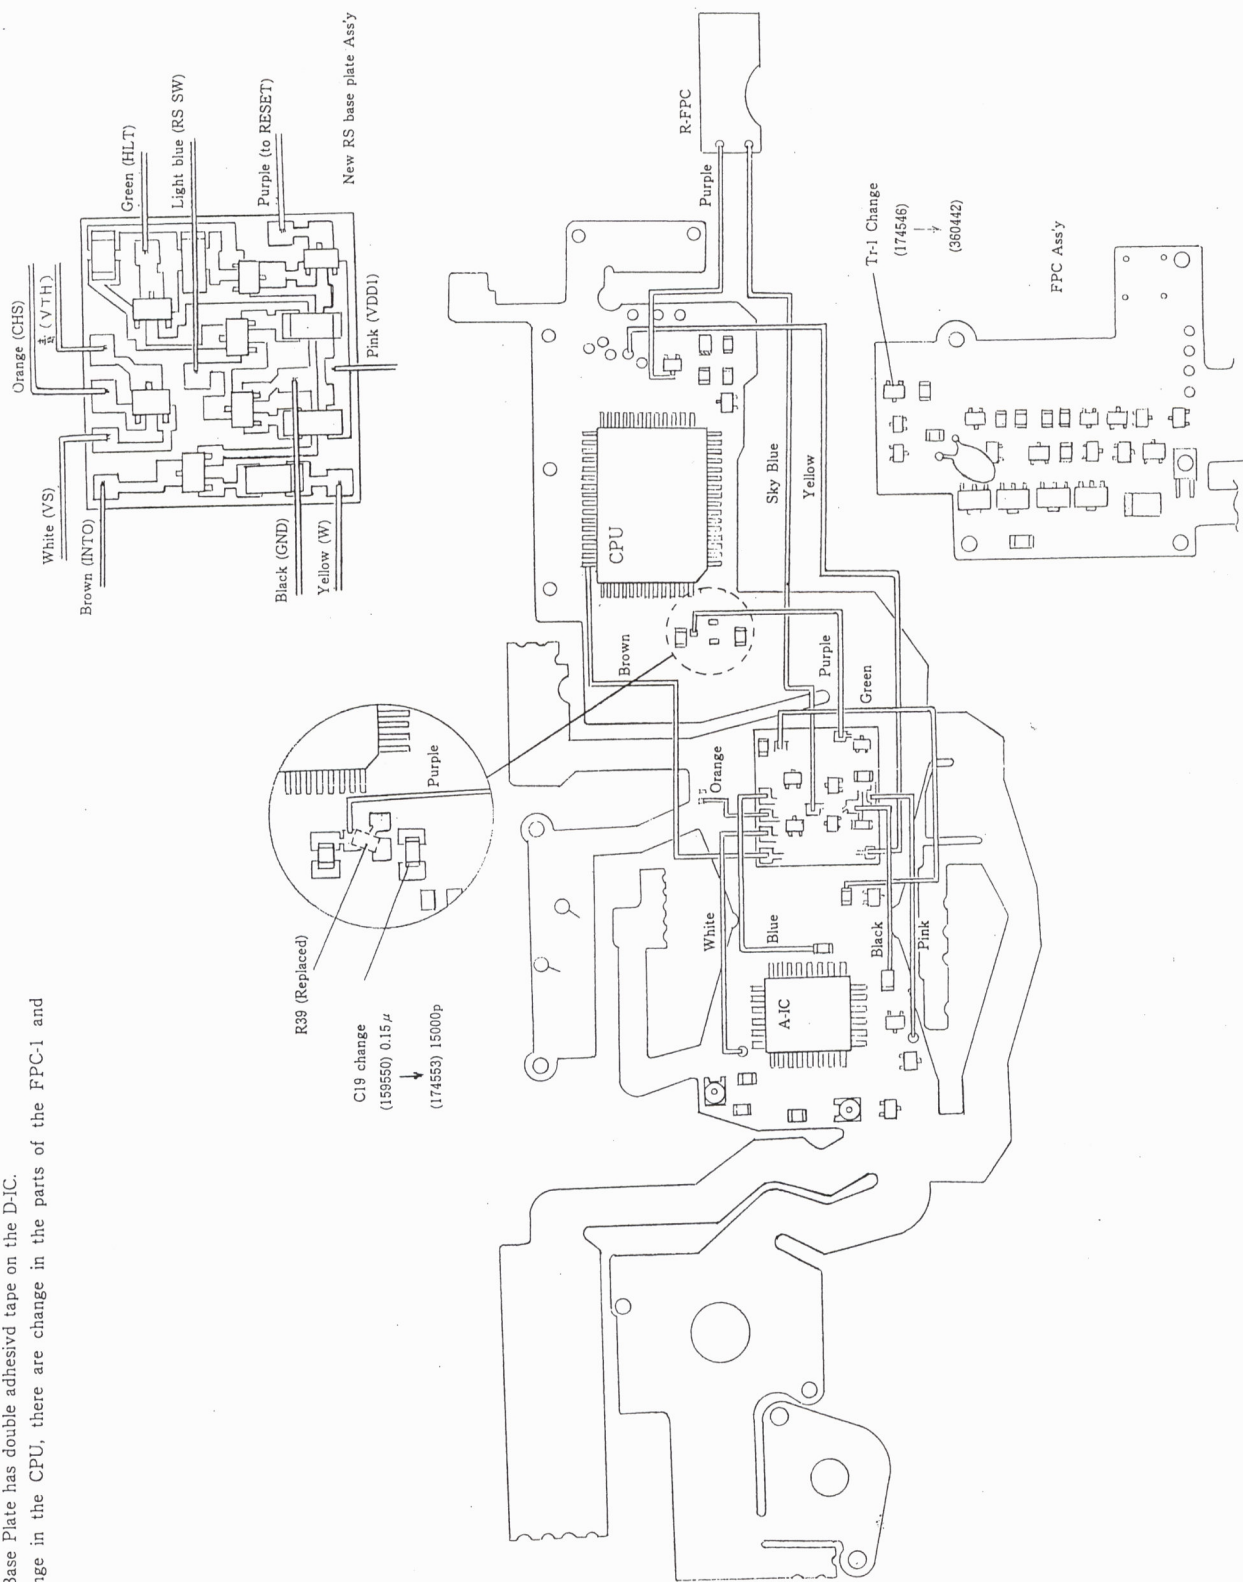 Base Plate has double adhesivd tape on the D-IC.
nge in the CPU, there are change in the parts of the FPC-1 and
Orange (CHS)
(VTH)
White (VS)
Brown (INTO)
Green (HLT)
Light blue (RS SW)
Purple (to RESET)
New RS base plate Ass'y
Black (GND)
Yellow (W)
Pink (VDD1)
R39 (Replaced)
Purple
C19 change
(159550) 0.15μ
↓
(174553) 15000p
CPU
Brown
Orange
White
Blue
A-IC
Black
Pink
Purple
Green
Sky Blue
Yellow
Purple
R-FPC
Tr-1 Change
(174546)
↓
(360442)
FPC Ass'y